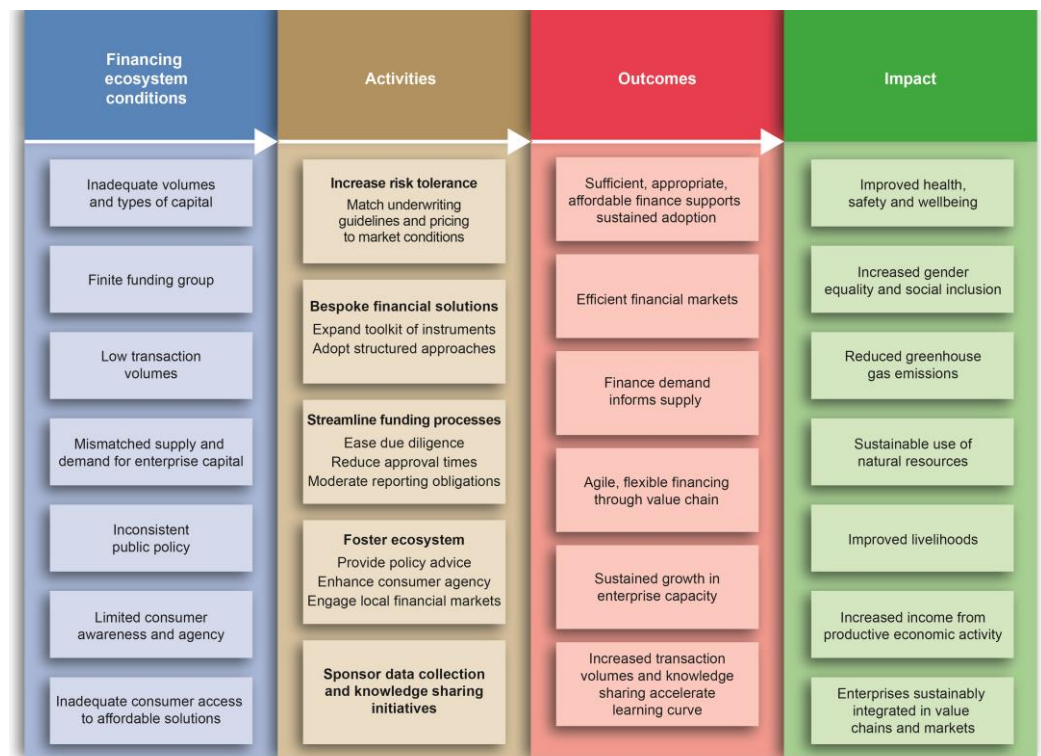 Financing
ecosystem
conditions
Inadequate volumes
and types of capital
Finite funding group
Low transaction
volumes
Mismatched supply and
demand for enterprise capital
Inconsistent
public policy
Limited consumer
awareness and agency
Inadequate consumer access
to affordable solutions
Activities
Increase risk tolerance
Match underwriting
guidelines and pricing
to market conditions
Bespoke financial solutions
Expand toolkit of instruments
Adopt structured approaches
Streamline funding processes
Ease due diligence
Reduce approval times
Moderate reporting obligations
Foster ecosystem
Provide policy advice
Enhance consumer agency
Engage local financial markets
Sponsor data collection
and knowledge sharing
initiatives
Outcomes
Sufficient, appropriate,
affordable finance supports
sustained adoption
Efficient financial markets
Finance demand
informs supply
Agile, flexible financing
through value chain
Sustained growth in
enterprise capacity
Increased transaction
volumes and knowledge
sharing accelerate
learning curve
Impact
Improved health,
safety and wellbeing
Increased gender
equality and social inclusion
Reduced greenhouse
gas emissions
Sustainable use of
natural resources
Improved livelihoods
Increased income from
productive economic activity
Enterprises sustainably
integrated in value
chains and markets